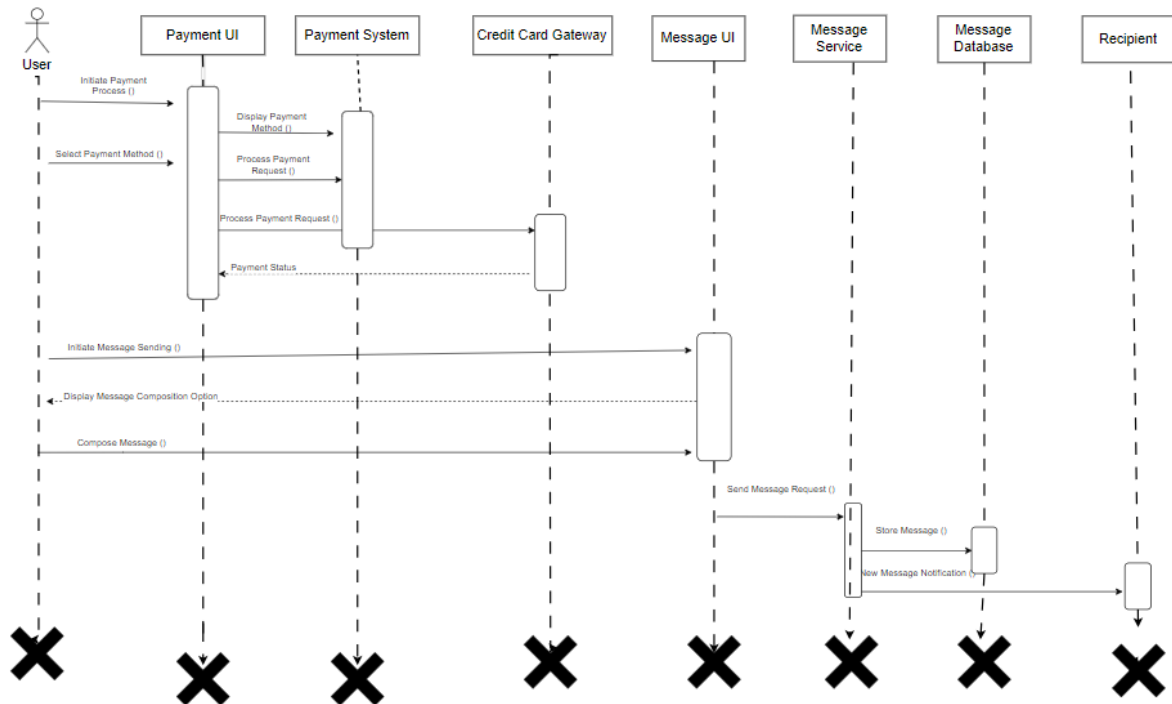 User
Payment UI
Payment System
Credit Card Gateway
Message UI
Message
Service
Message
Database
Recipient
Initiate Payment
Process ()
Display Payment
Method ()
Select Payment Method ()
Process Payment
Request ()
Process Payment Request ()
Payment Status
Initiate Message Sending ()
Display Message Composition Option
Compose Message ()
Send Message Request ()
Store Message ()
New Message Notification ()